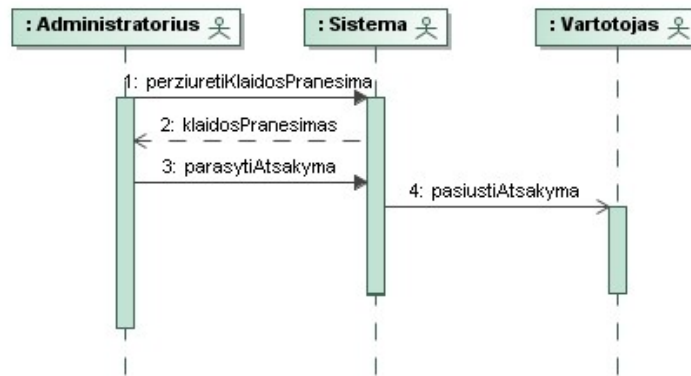 : Administratorius
: Sistema
: Vartotojas
1: perziuretiKlaidosPranesima
2: klaidosPranesimas
3: parasytiAtsakyma
4: pasiustiAtsakyma